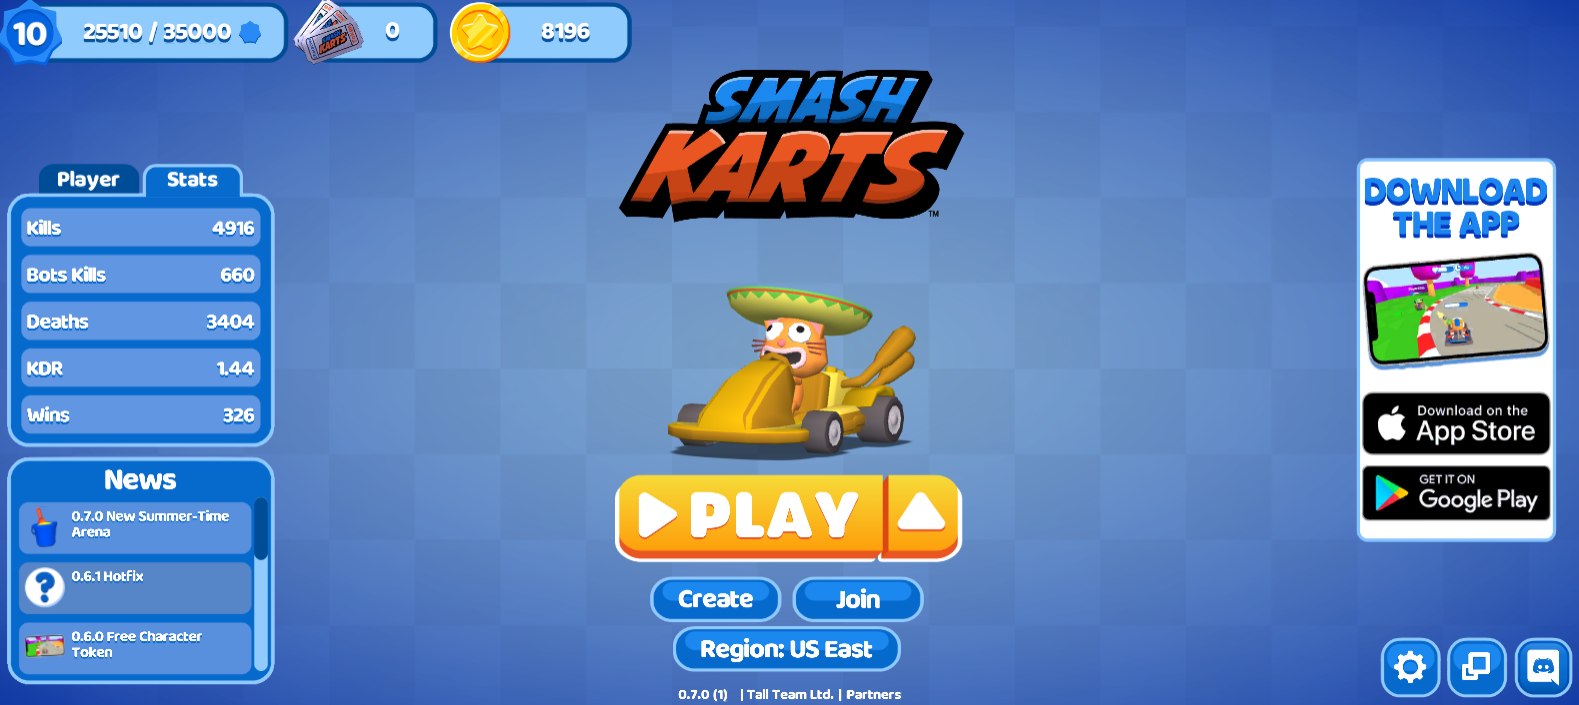 10
25510 / 35000
0
8196
SMASH
KARTS
™
Player
Stats
Kills 4916
Bots Kills 660
Deaths 3404
KDR 1.44
Wins 326
News
0.7.0 New Summer-Time
Arena
0.6.1 Hotfix
0.6.0 Free Character
Token
PLAY
Create
Join
Region: US East
0.7.0 (1) | Tall Team Ltd. | Partners
DOWNLOAD
THE APP
Download on the
App Store
GET IT ON
Google Play